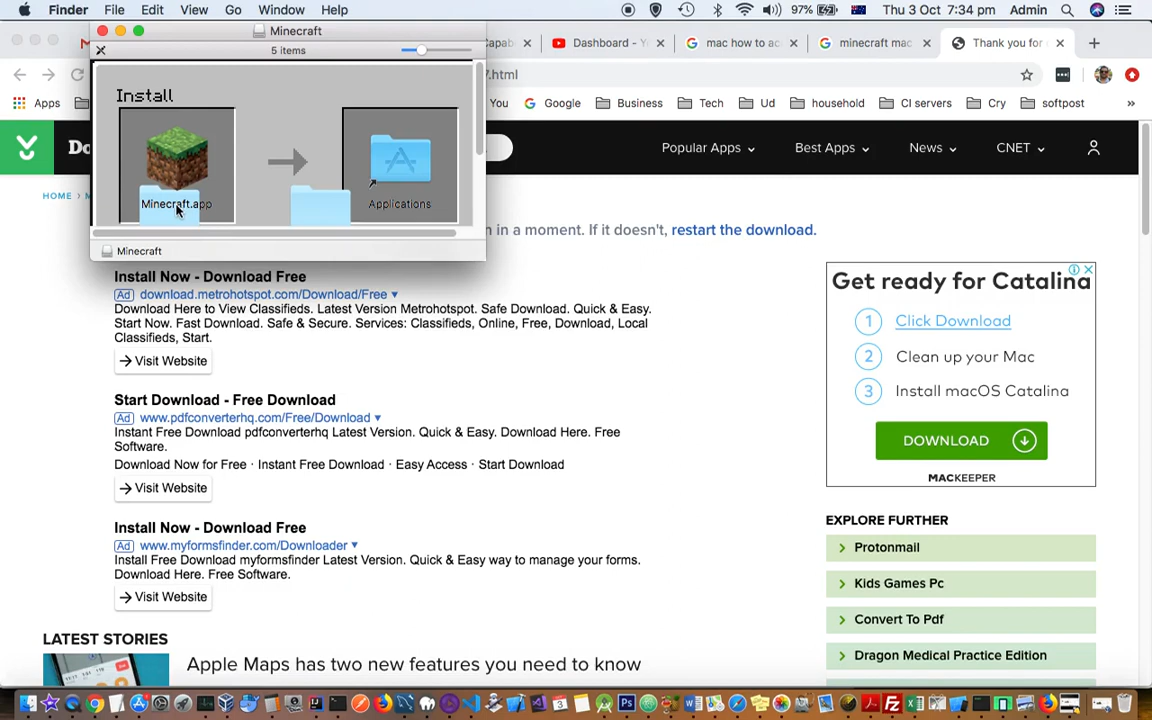 Finder File Edit View Go Window Help 97% Thu 3 Oct 7:34 pm Admin
Minecraft
5 items
Dashboard - Y
mac how to ac
minecraft mac
Thank you for
7.html
Apps
You Google Business Tech Ud household CI servers Cry softpost
Install
Minecraft.app
Applications
Minecraft
Popular Apps Best Apps News CNET
HOME
in a moment. If it doesn't, restart the download.
Install Now - Download Free
Ad download.metrohotspot.com/Download/Free
Download Here to View Classifieds. Latest Version Metrohotspot. Safe Download. Quick & Easy.
Start Now. Fast Download. Safe & Secure. Services: Classifieds, Online, Free, Download, Local
Classifieds, Start.
Visit Website
Start Download - Free Download
Ad www.pdfconverterhq.com/Free/Download
Instant Free Download pdfconverterhq Latest Version. Quick & Easy. Download Here. Free
Software.
Download Now for Free · Instant Free Download · Easy Access · Start Download
Visit Website
Install Now - Download Free
Ad www.myformsfinder.com/Downloader
Install Free Download myformsfinder Latest Version. Quick & Easy way to manage your forms.
Download Here. Free Software.
Visit Website
LATEST STORIES
Apple Maps has two new features you need to know
Get ready for Catalina
1 Click Download
2 Clean up your Mac
3 Install macOS Catalina
DOWNLOAD
MACKEEPER
EXPLORE FURTHER
Protonmail
Kids Games Pc
Convert To Pdf
Dragon Medical Practice Edition